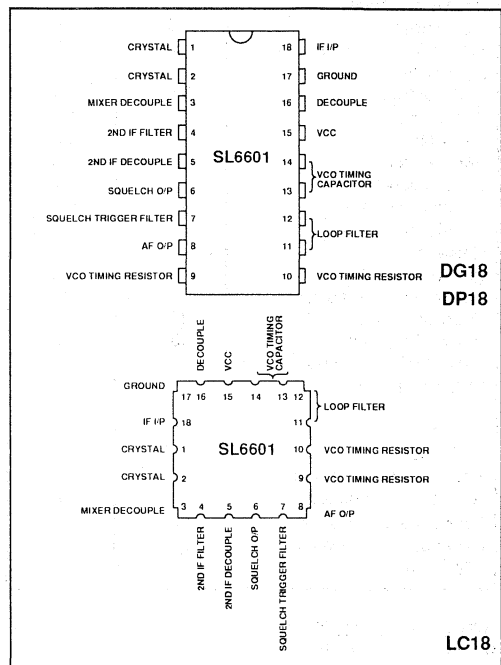 CRYSTAL 1 18 IF I/P
CRYSTAL 2 17 GROUND
MIXER DECOUPLE 3 16 DECOUPLE
2ND IF FILTER 4 15 VCC
2ND IF DECOUPLE 5 14
SL6601
VCO TIMING
CAPACITOR
SQUELCH O/P 6 13
SQUELCH TRIGGER FILTER 7 12
LOOP FILTER
AF O/P 8 11
VCO TIMING RESISTOR 9 10 VCO TIMING RESISTOR
DG18
DP18
DECOUPLE
VCC
VCO TIMING
CAPACITOR
GROUND
17 16 15 14 13 12
LOOP FILTER
IF I/P 18 11
CRYSTAL 1 SL6601 10 VCO TIMING RESISTOR
CRYSTAL 2 9 VCO TIMING RESISTOR
MIXER DECOUPLE 3 4 5 6 7 8 AF O/P
2ND IF FILTER
2ND IF DECOUPLE
SQUELCH O/P
SQUELCH TRIGGER FILTER
LC18